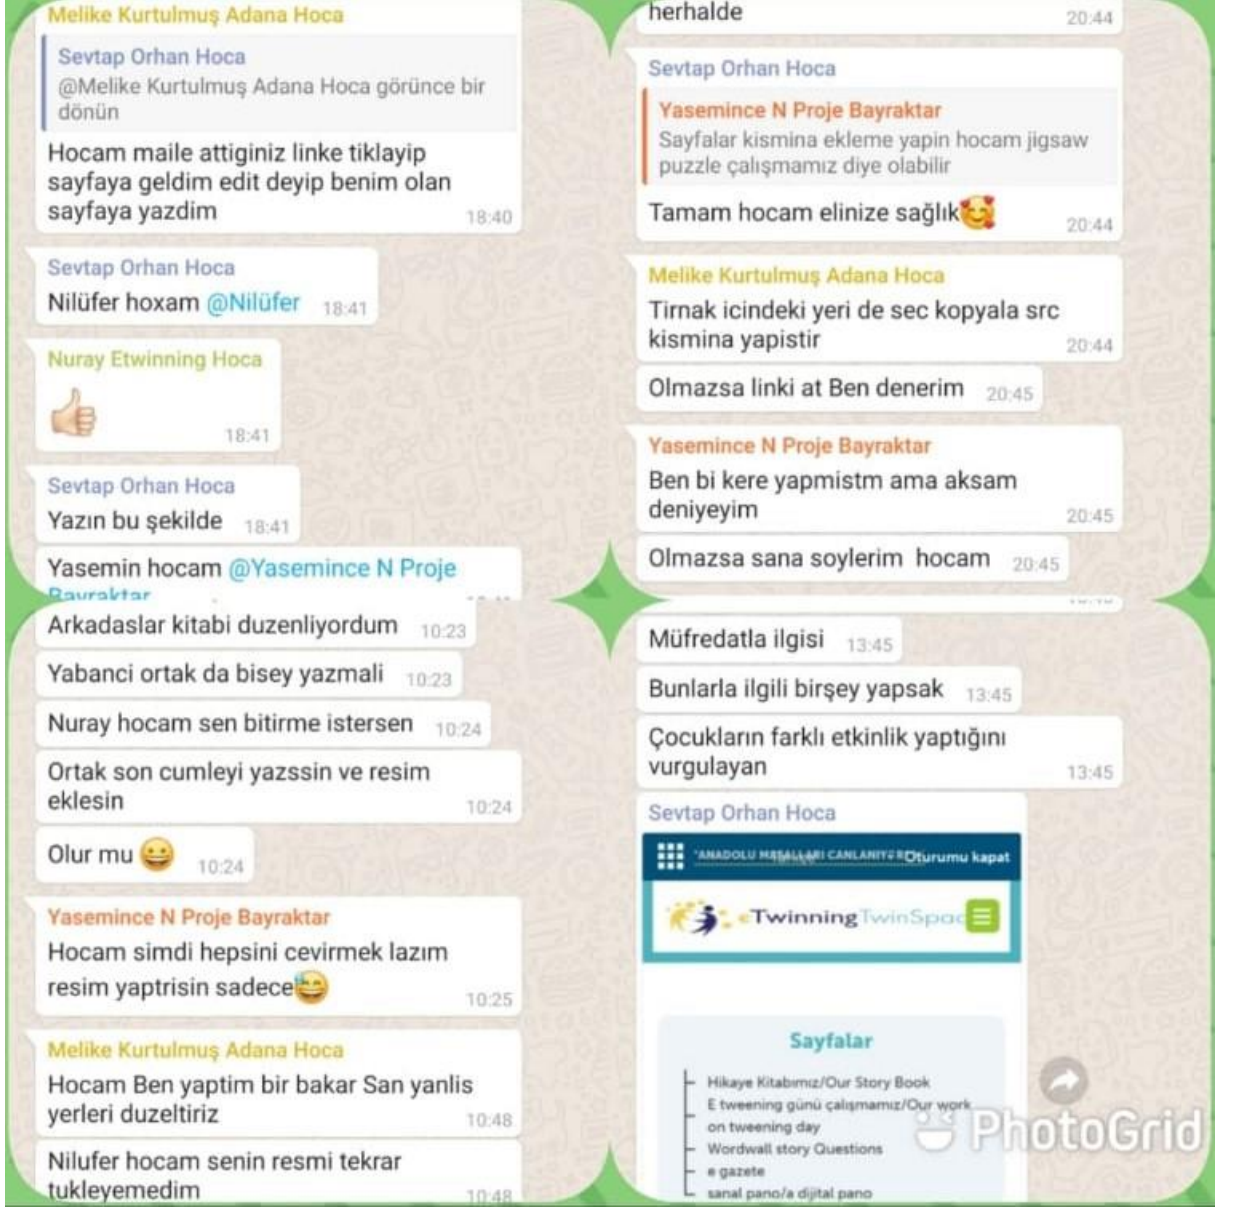 Melike Kurtulmuş Adana Hoca
Sevtap Orhan Hoca
@Melike Kurtulmuş Adana Hoca görünce bir
dönün
Hocam maile attiginiz linke tiklayip
sayfaya geldim edit deyip benim olan
sayfaya yazdim
18:40
Sevtap Orhan Hoca
Nilüfer hoxam @Nilüfer 18:41
Nuray Etwinning Hoca
18:41
Sevtap Orhan Hoca
Yazın bu şekilde 18:41
Yasemin hocam @Yasemince N Proje
Bayraktar
herhalde
20:44
Sevtap Orhan Hoca
Yasemince N Proje Bayraktar
Sayfalar kismina ekleme yapin hocam jigsaw
puzzle çalışmamız diye olabilir
Tamam hocam elinize sağlık🥰
20:44
Melike Kurtulmuş Adana Hoca
Tirnak icindeki yeri de sec kopyala src
kismina yapistir
20:44
Olmazsa linki at Ben denerim 20:45
Yasemince N Proje Bayraktar
Ben bi kere yapmistm ama aksam
deniyeyim
20:45
Olmazsa sana soylerim hocam 20:45
Arkadaslar kitabi duzenliyordum 10:23
Yabanci ortak da bisey yazmali 10:23
Nuray hocam sen bitirme istersen 10:24
Ortak son cumleyi yazssin ve resim
eklesin
10:24
Olur mu 😀 10:24
Yasemince N Proje Bayraktar
Hocam simdi hepsini cevirmek lazım
resim yaptrisin sadece😅
10:25
Melike Kurtulmuş Adana Hoca
Hocam Ben yaptim bir bakar San yanlis
yerleri duzeltiriz
10:48
Nilufer hocam senin resmi tekrar
tukleyemedim
10:48
Müfredatla ilgisi 13:45
Bunlarla ilgili birşey yapsak 13:45
Çocukların farklı etkinlik yaptığını
vurgulayan
13:45
Sevtap Orhan Hoca
"ANADOLU MASALLARI CANLANIYOR Oturumu kapat
eTwinning TwinSpac
Sayfalar
Hikaye Kitabımız/Our Story Book
E tweening günü çalışmamız/Our work
on tweening day
Wordwall story Questions
e gazete
sanal pano/a dijital pano
PhotoGrid